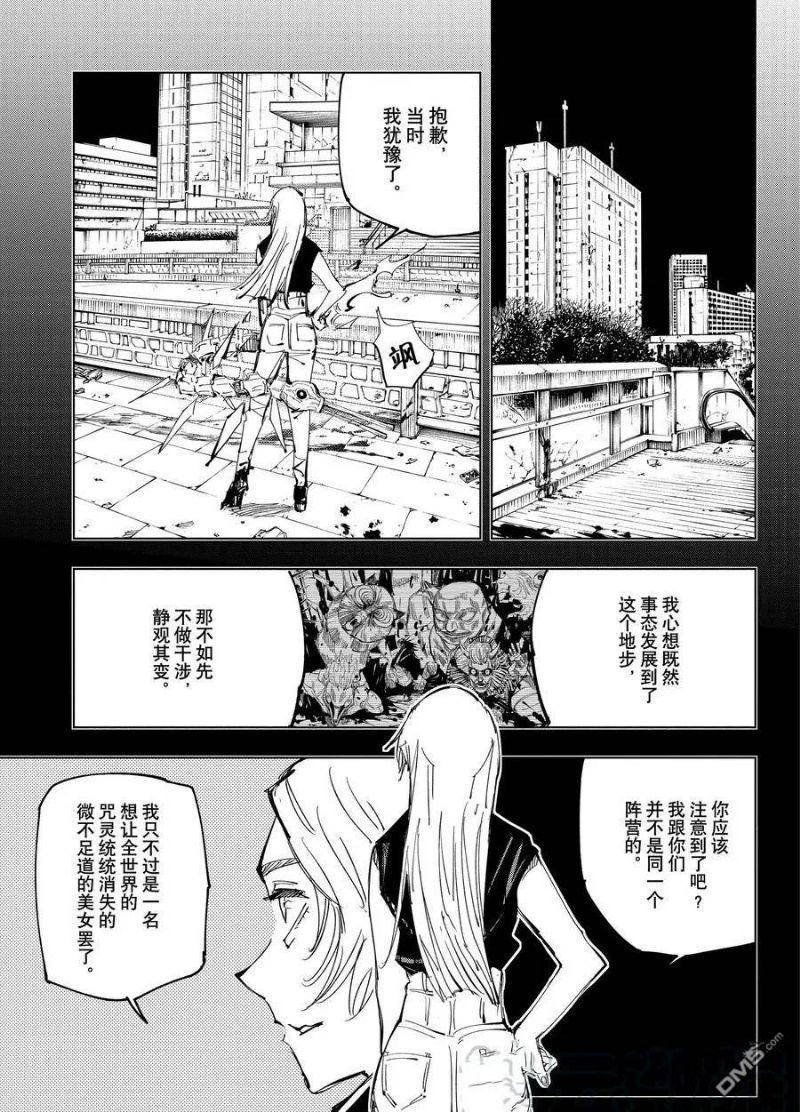 抱歉，
当时
我犹豫了。
飒
我心想既然
事态发展到了
这个地步，
那不如先
不做干涉，
静观其变。
你应该
注意到了吧？
我跟你们
并不是同一个
阵营的。
我只不过是一名
想让全世界的
咒灵统统消失的
微不足道的美女罢了。
DM5.com